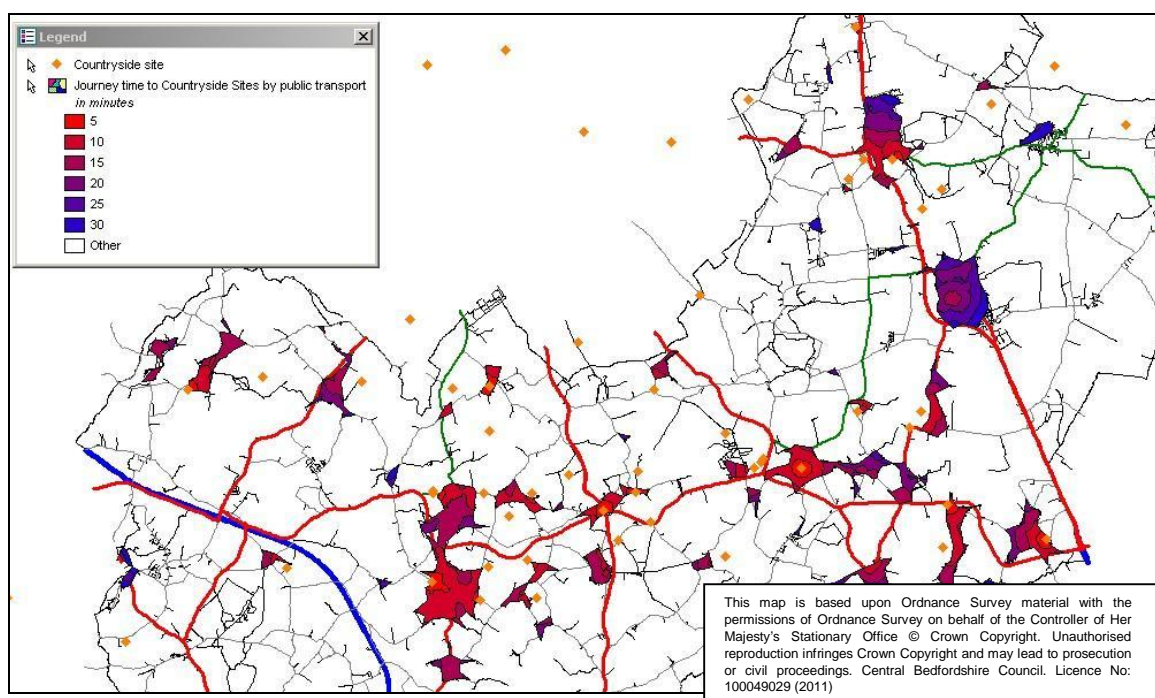 Legend
Countryside site
Journey time to Countryside Sites by public transport
in minutes
5
10
15
20
25
30
Other
This map is based upon Ordnance Survey material with the
permissions of Ordnance Survey on behalf of the Controller of Her
Majesty's Stationary Office © Crown Copyright. Unauthorised
reproduction infringes Crown Copyright and may lead to prosecution
or civil proceedings. Central Bedfordshire Council. Licence No:
100049029 (2011)